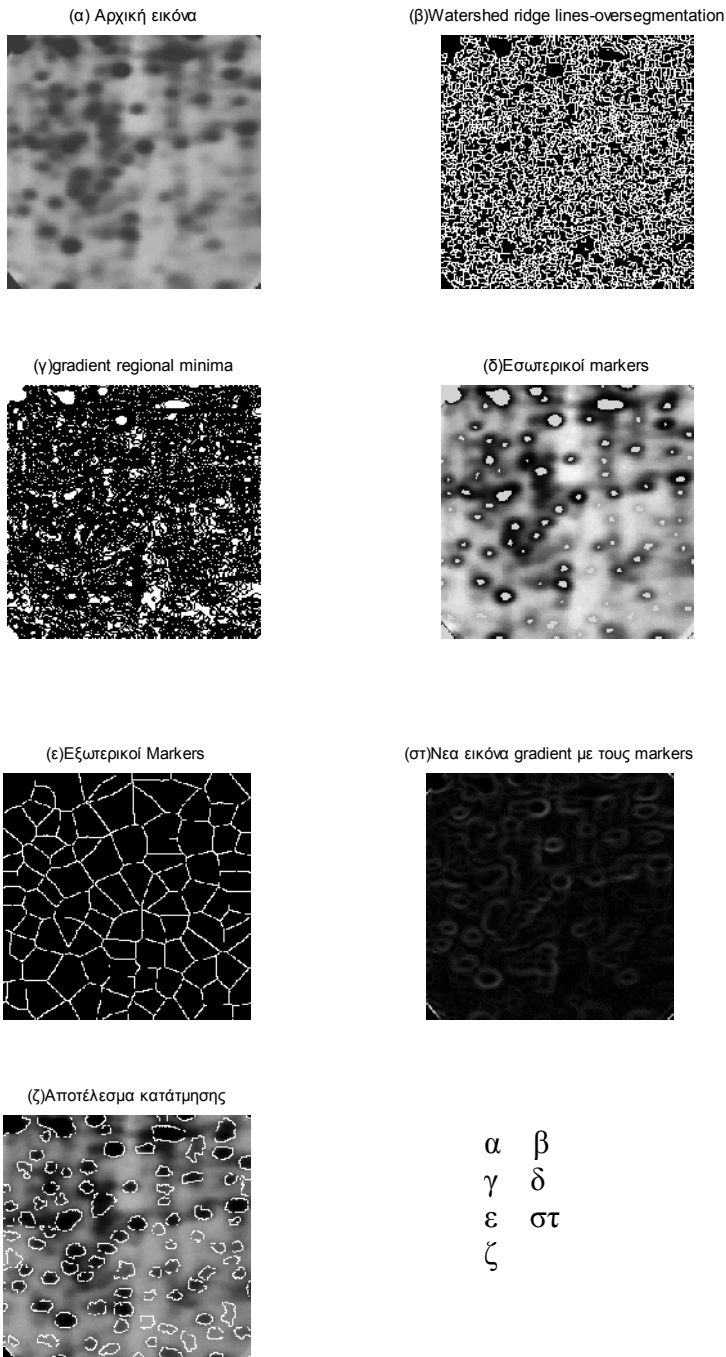 (α) Αρχική εικόνα
(β)Watershed ridge lines-oversegmentation
(γ)gradient regional minima
(δ)Εσωτερικοί markers
(ε)Εξωτερικοί Markers
(στ)Νεα εικόνα gradient με τους markers
(ζ)Αποτέλεσμα κατάτμησης
α β
γ δ
ε στ
ζ